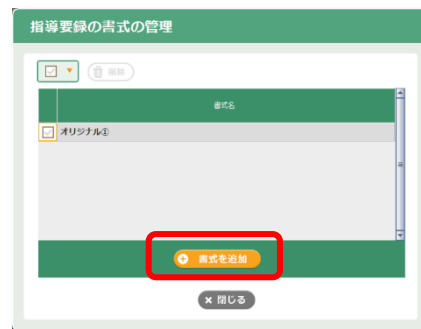 指導要録の書式の管理
削除
書式名
オリジナル①
書式を追加
× 閉じる